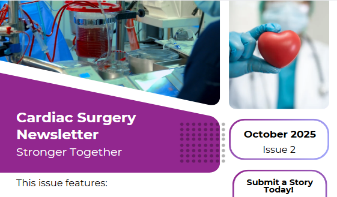 Cardiac Surgery
Newsletter
Stronger Together
October 2025
Issue 2
This issue features:
Submit a Story
Today!